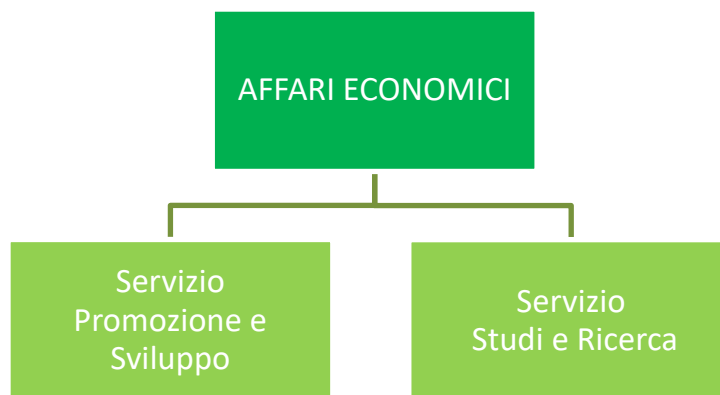 AFFARI ECONOMICI
Servizio
Promozione e
Sviluppo
Servizio
Studi e Ricerca